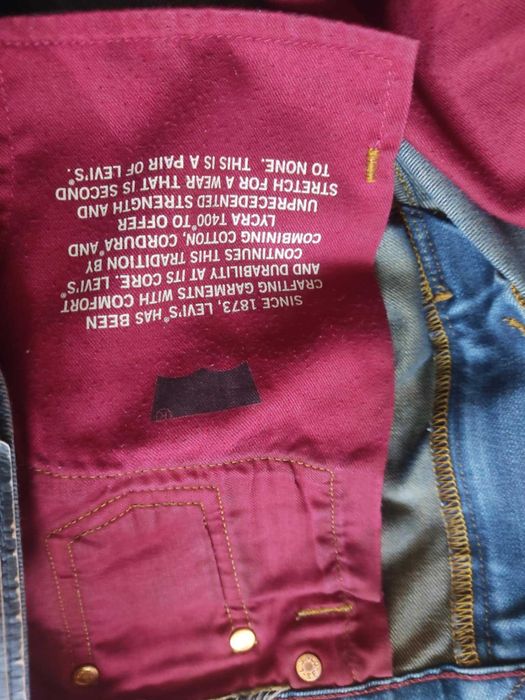 SINCE 1873, LEVI'S® HAS BEEN
CRAFTING GARMENTS WITH COMFORT
AND DURABILITY AT ITS CORE. LEVI'S®
CONTINUES THIS TRADITION BY
COMBINING COTTON, CORDURA® AND
LYCRA T400® TO OFFER
UNPRECEDENTED STRENGTH AND
STRETCH FOR A WEAR THAT IS SECOND
TO NONE. THIS IS A PAIR OF LEVI'S®.
®